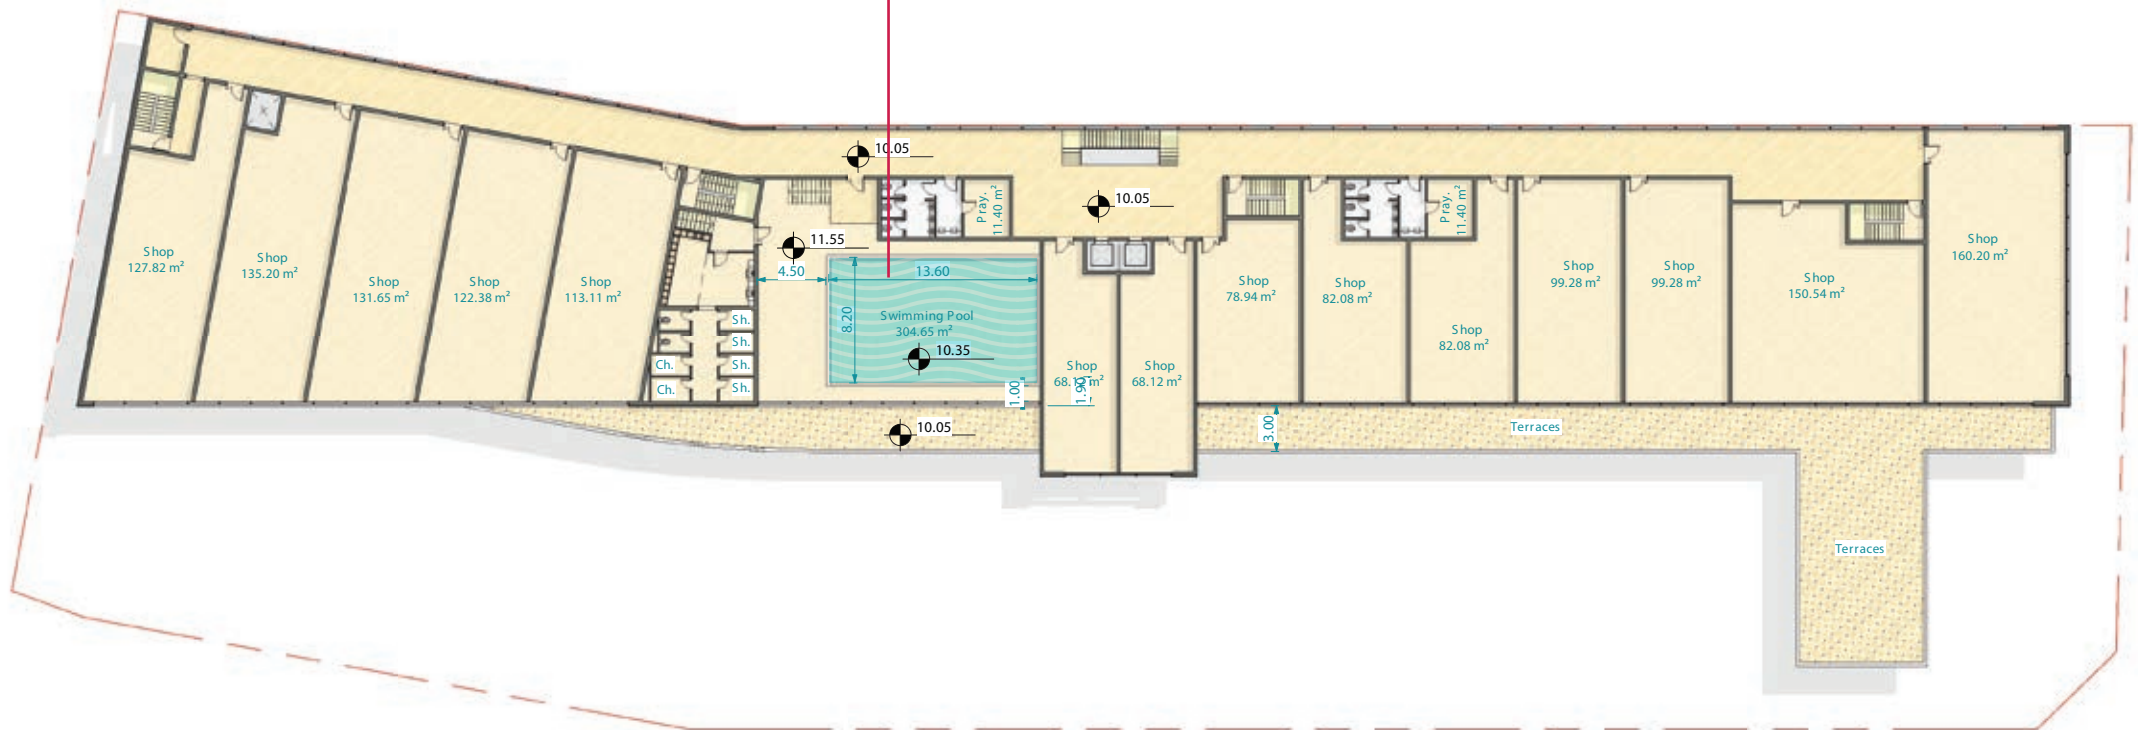 10.05
Pray.
11.40 m²
10.05
Pray.
11.40 m²
11.55
Shop
127.82 m²
Shop
135.20 m²
Shop
131.65 m²
Shop
122.38 m²
Shop
113.11 m²
4.50
13.60
8.20
Swimming Pool
304.65 m²
10.35
Sh.
Sh.
Ch.
Sh.
Ch.
Sh.
1.00
Shop
68.12 m²
1.90
Shop
68.12 m²
Shop
78.94 m²
Shop
82.08 m²
Shop
82.08 m²
Shop
99.28 m²
Shop
99.28 m²
Shop
150.54 m²
Shop
160.20 m²
10.05
3.00
Terraces
Terraces